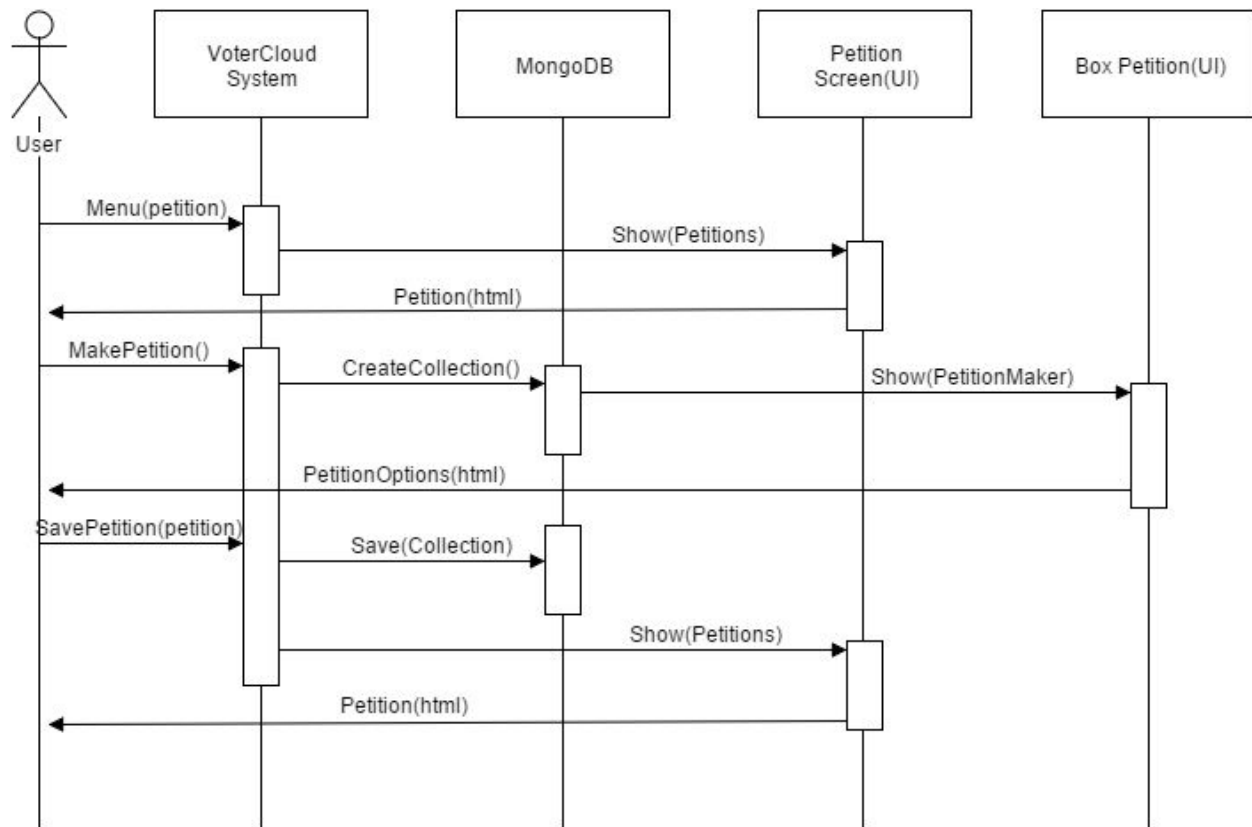 VoterCloud
System
MongoDB
Petition
Screen(UI)
Box Petition(UI)
User
Menu(petition)
Show(Petitions)
Petition(html)
MakePetition()
CreateCollection()
Show(PetitionMaker)
PetitionOptions(html)
SavePetition(petition)
Save(Collection)
Show(Petitions)
Petition(html)